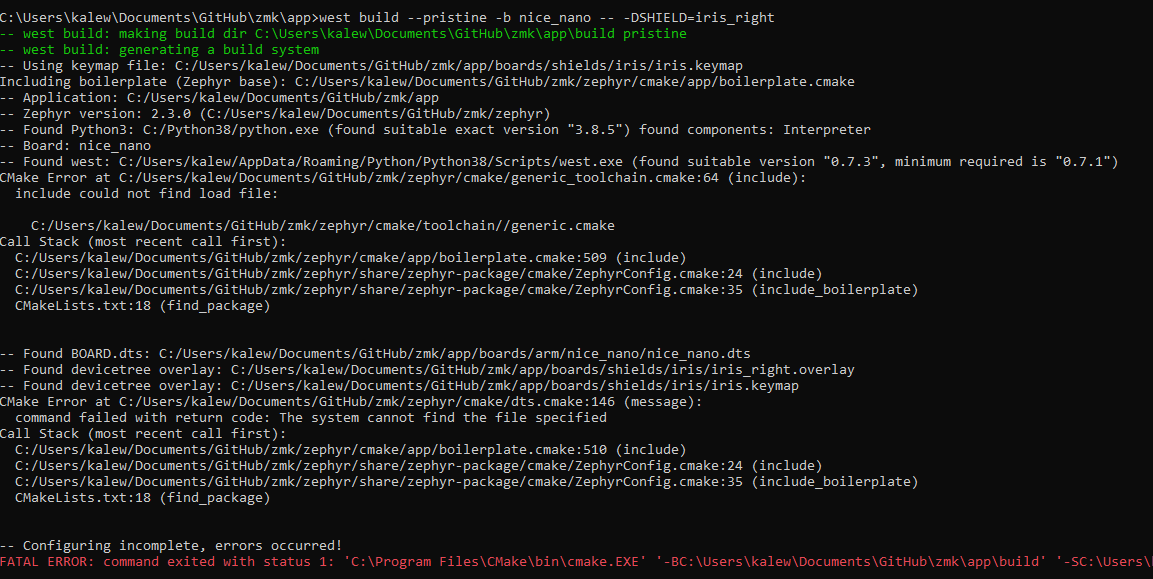 C:\Users\kalew\Documents\GitHub\zmk\app>west build --pristine -b nice_nano -- -DSHIELD=iris_right
-- west build: making build dir C:\Users\kalew\Documents\GitHub\zmk\app\build pristine
-- west build: generating a build system
-- Using keymap file: C:/Users/kalew/Documents/GitHub/zmk/app/boards/shields/iris/iris.keymap
Including boilerplate (Zephyr base): C:/Users/kalew/Documents/GitHub/zmk/zephyr/cmake/app/boilerplate.cmake
-- Application: C:/Users/kalew/Documents/GitHub/zmk/app
-- Zephyr version: 2.3.0 (C:/Users/kalew/Documents/GitHub/zmk/zephyr)
-- Found Python3: C:/Python38/python.exe (found suitable exact version "3.8.5") found components: Interpreter
-- Board: nice_nano
-- Found west: C:/Users/kalew/AppData/Roaming/Python/Python38/Scripts/west.exe (found suitable version "0.7.3", minimum required is "0.7.1")
CMake Error at C:/Users/kalew/Documents/GitHub/zmk/zephyr/cmake/generic_toolchain.cmake:64 (include):
  include could not find load file:

    C:/Users/kalew/Documents/GitHub/zmk/zephyr/cmake/toolchain//generic.cmake
Call Stack (most recent call first):
  C:/Users/kalew/Documents/GitHub/zmk/zephyr/cmake/app/boilerplate.cmake:509 (include)
  C:/Users/kalew/Documents/GitHub/zmk/zephyr/share/zephyr-package/cmake/ZephyrConfig.cmake:24 (include)
  C:/Users/kalew/Documents/GitHub/zmk/zephyr/share/zephyr-package/cmake/ZephyrConfig.cmake:35 (include_boilerplate)
  CMakeLists.txt:18 (find_package)

-- Found BOARD.dts: C:/Users/kalew/Documents/GitHub/zmk/app/boards/arm/nice_nano/nice_nano.dts
-- Found devicetree overlay: C:/Users/kalew/Documents/GitHub/zmk/app/boards/shields/iris/iris_right.overlay
-- Found devicetree overlay: C:/Users/kalew/Documents/GitHub/zmk/app/boards/shields/iris/iris.keymap
CMake Error at C:/Users/kalew/Documents/GitHub/zmk/zephyr/cmake/dts.cmake:146 (message):
  command failed with return code: The system cannot find the file specified
Call Stack (most recent call first):
  C:/Users/kalew/Documents/GitHub/zmk/zephyr/cmake/app/boilerplate.cmake:510 (include)
  C:/Users/kalew/Documents/GitHub/zmk/zephyr/share/zephyr-package/cmake/ZephyrConfig.cmake:24 (include)
  C:/Users/kalew/Documents/GitHub/zmk/zephyr/share/zephyr-package/cmake/ZephyrConfig.cmake:35 (include_boilerplate)
  CMakeLists.txt:18 (find_package)

-- Configuring incomplete, errors occurred!
FATAL ERROR: command exited with status 1: 'C:\Program Files\CMake\bin\cmake.EXE' '-BC:\Users\kalew\Documents\GitHub\zmk\app\build' '-SC:\Users\